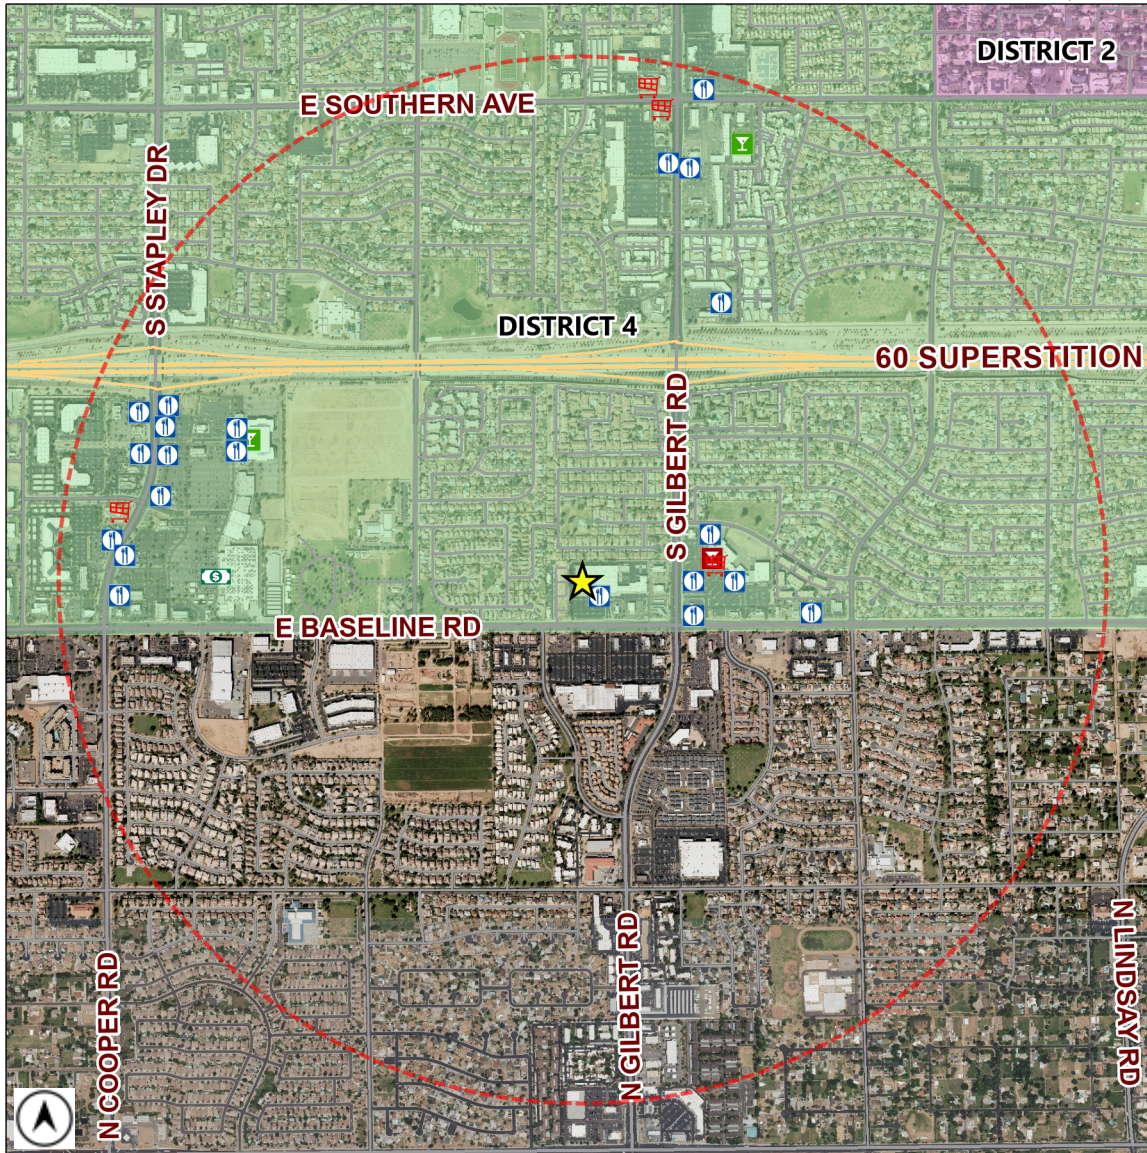 DISTRICT 2
E SOUTHERN AVE
S STAPLEY DR
DISTRICT 4
60 SUPERSTITION
S GILBERT RD
$
E BASELINE RD
N COOPER RD
N GILBERT RD
N LINDSAY RD